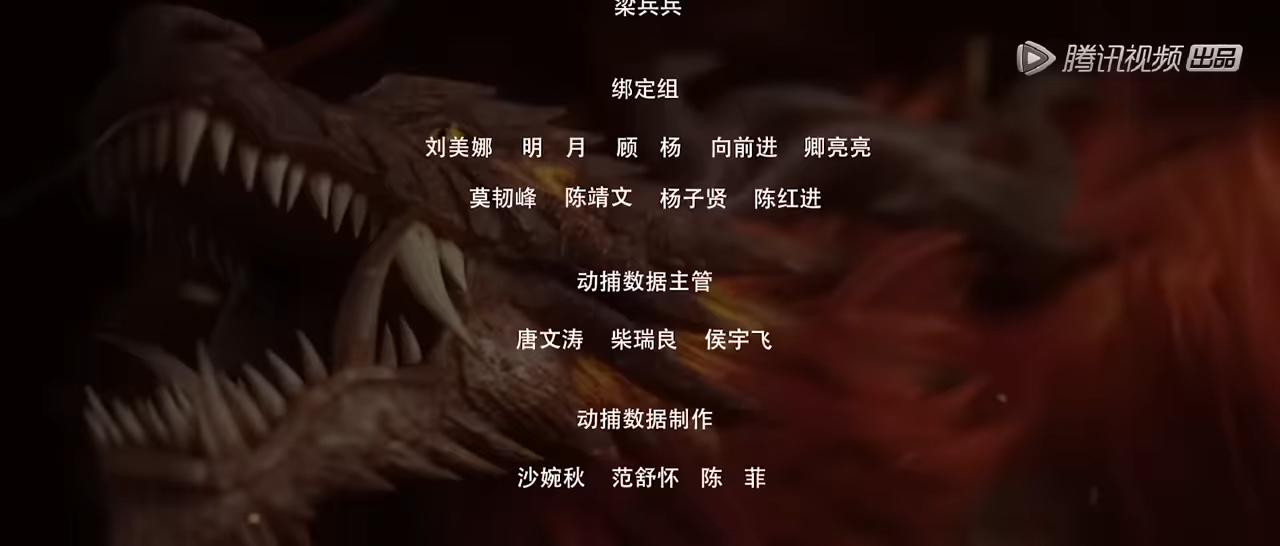 梁兵兵
腾讯视频 出品
绑定组
刘美娜 明 月 顾 杨 向前进 卿亮亮
莫韧峰 陈靖文 杨子贤 陈红进
动捕数据主管
唐文涛 柴瑞良 侯宇飞
动捕数据制作
沙婉秋 范舒怀 陈 菲